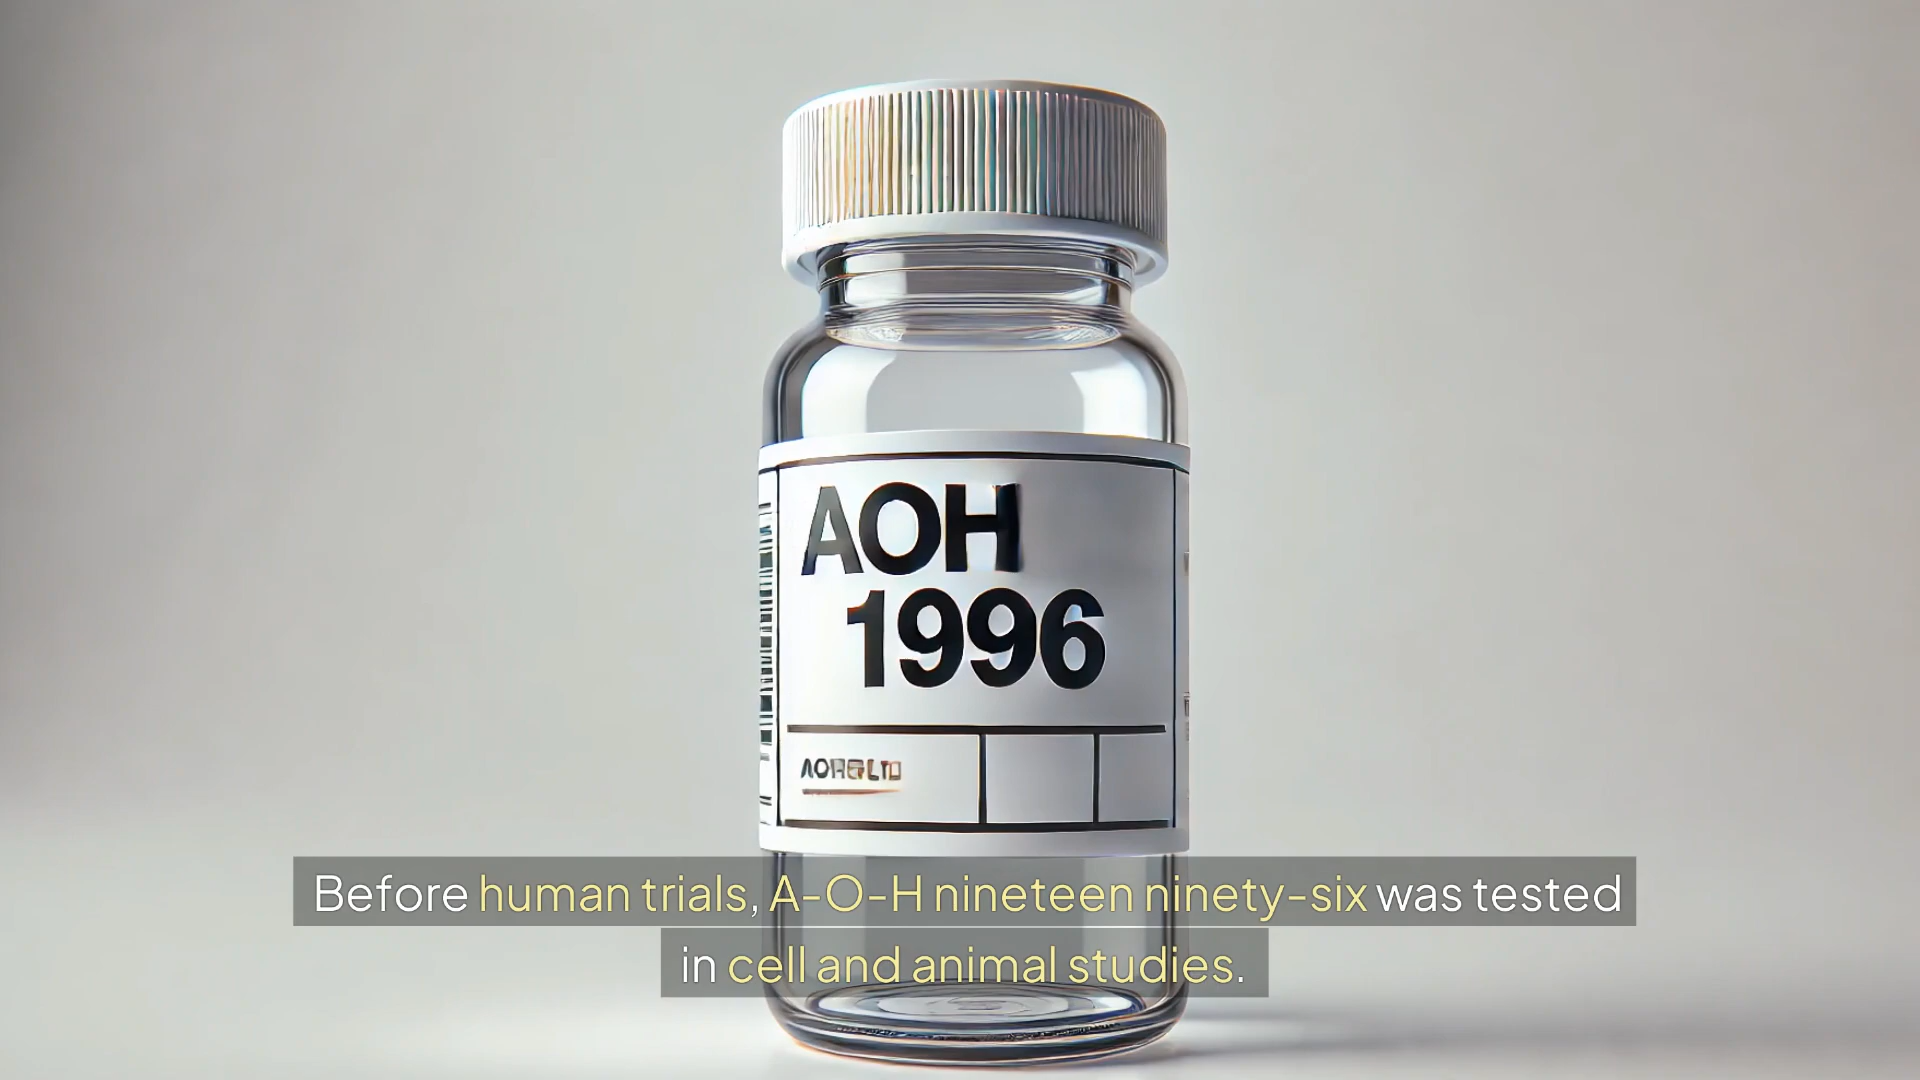 AOH
1996
Before human trials, A-O-H nineteen ninety-six was tested
in cell and animal studies.